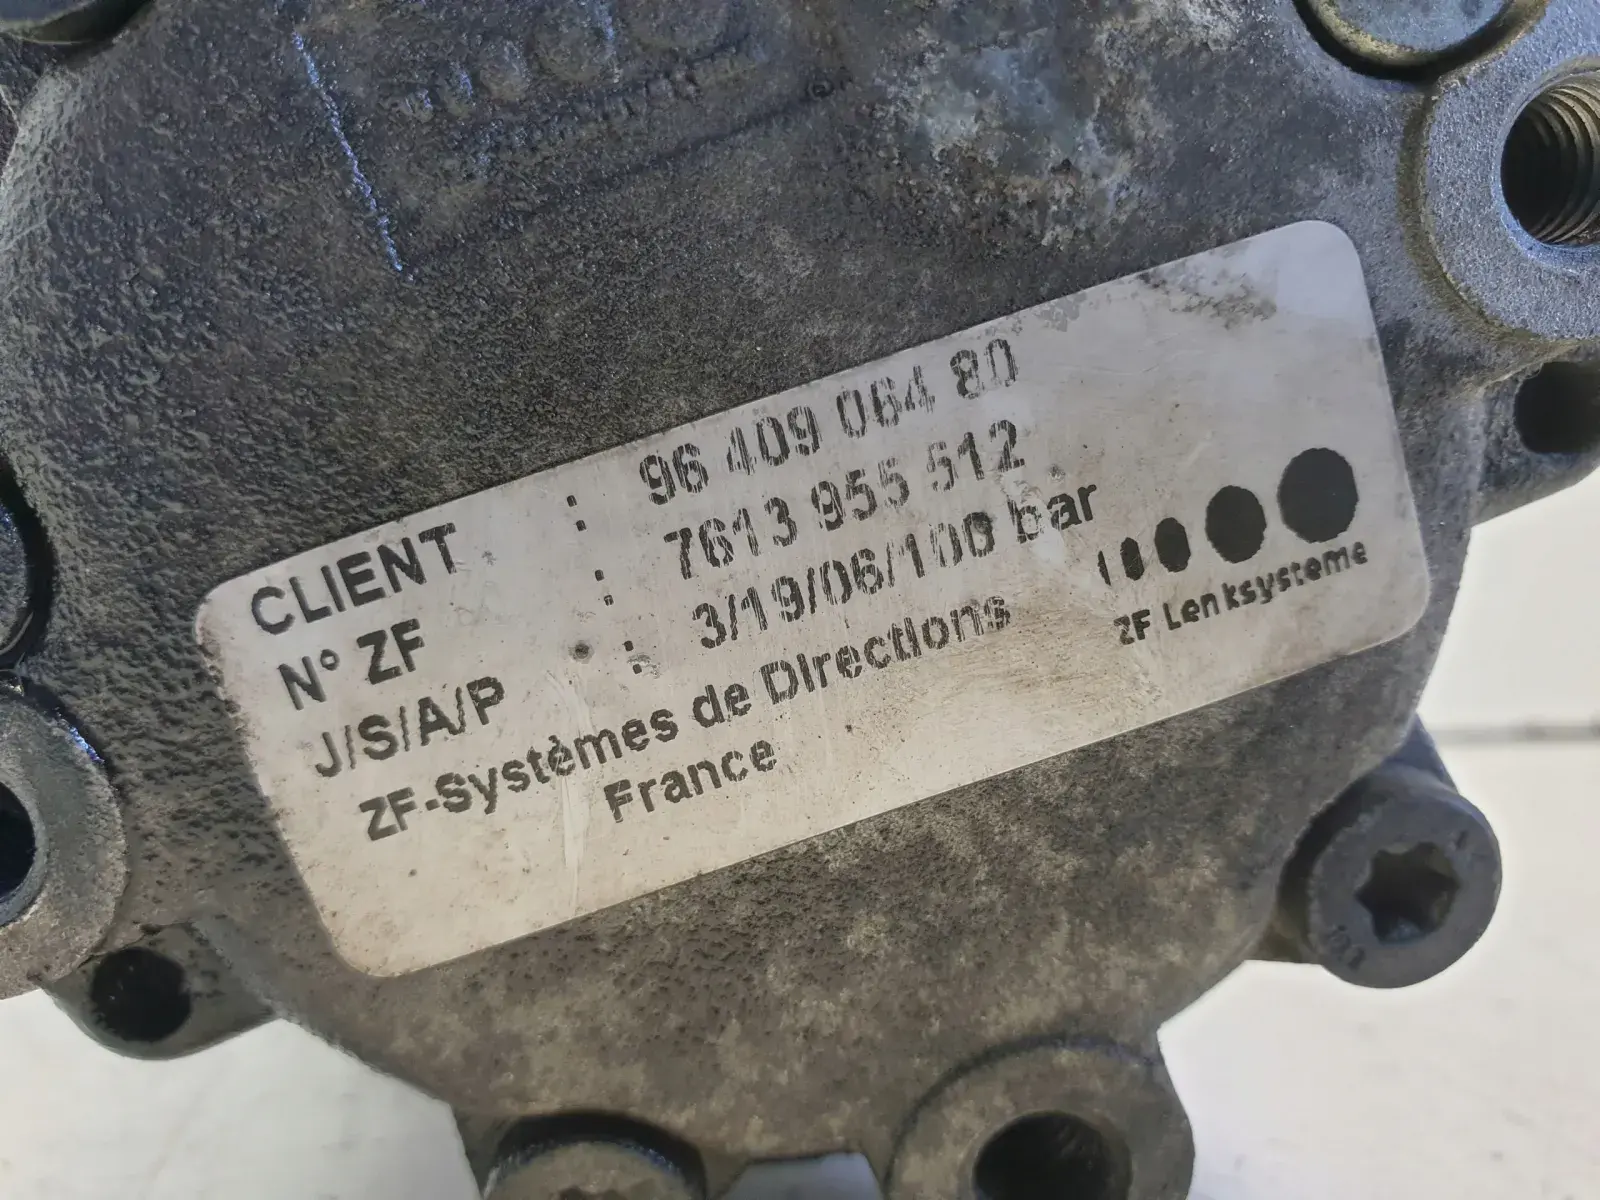 CLIENT : 96 409 064 80
N° ZF : 7613 955 512
J/S/A/P : 3/19/06/100 bar
ZF-Systèmes de Directions
France
ZF Lenksysteme